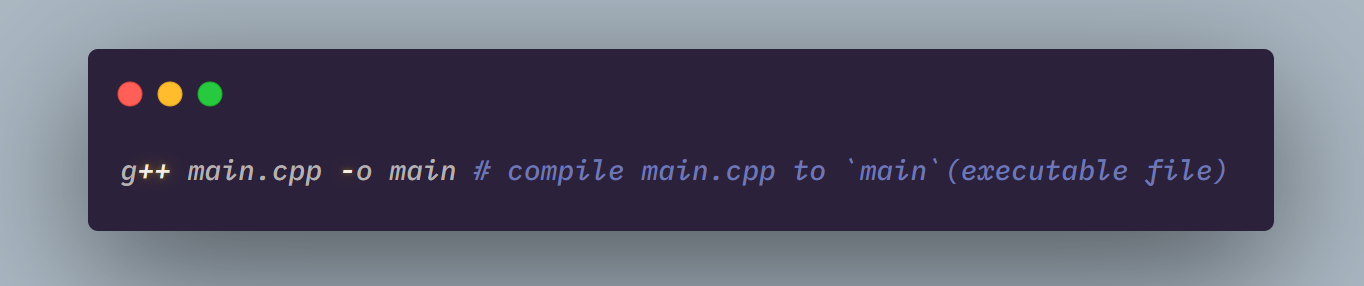 g++ main.cpp -o main # compile main.cpp to `main`(executable file)